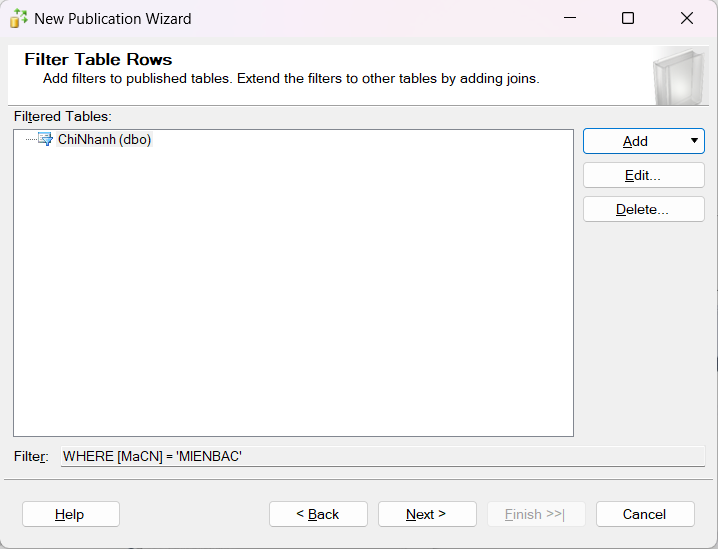 New Publication Wizard
Filter Table Rows
Add filters to published tables. Extend the filters to other tables by adding joins.
Filtered Tables:
ChiNhanh (dbo)
Add
Edit...
Delete...
Filter: WHERE [MaCN] = 'MIENBAC'
Help
< Back
Next >
Finish >>|
Cancel